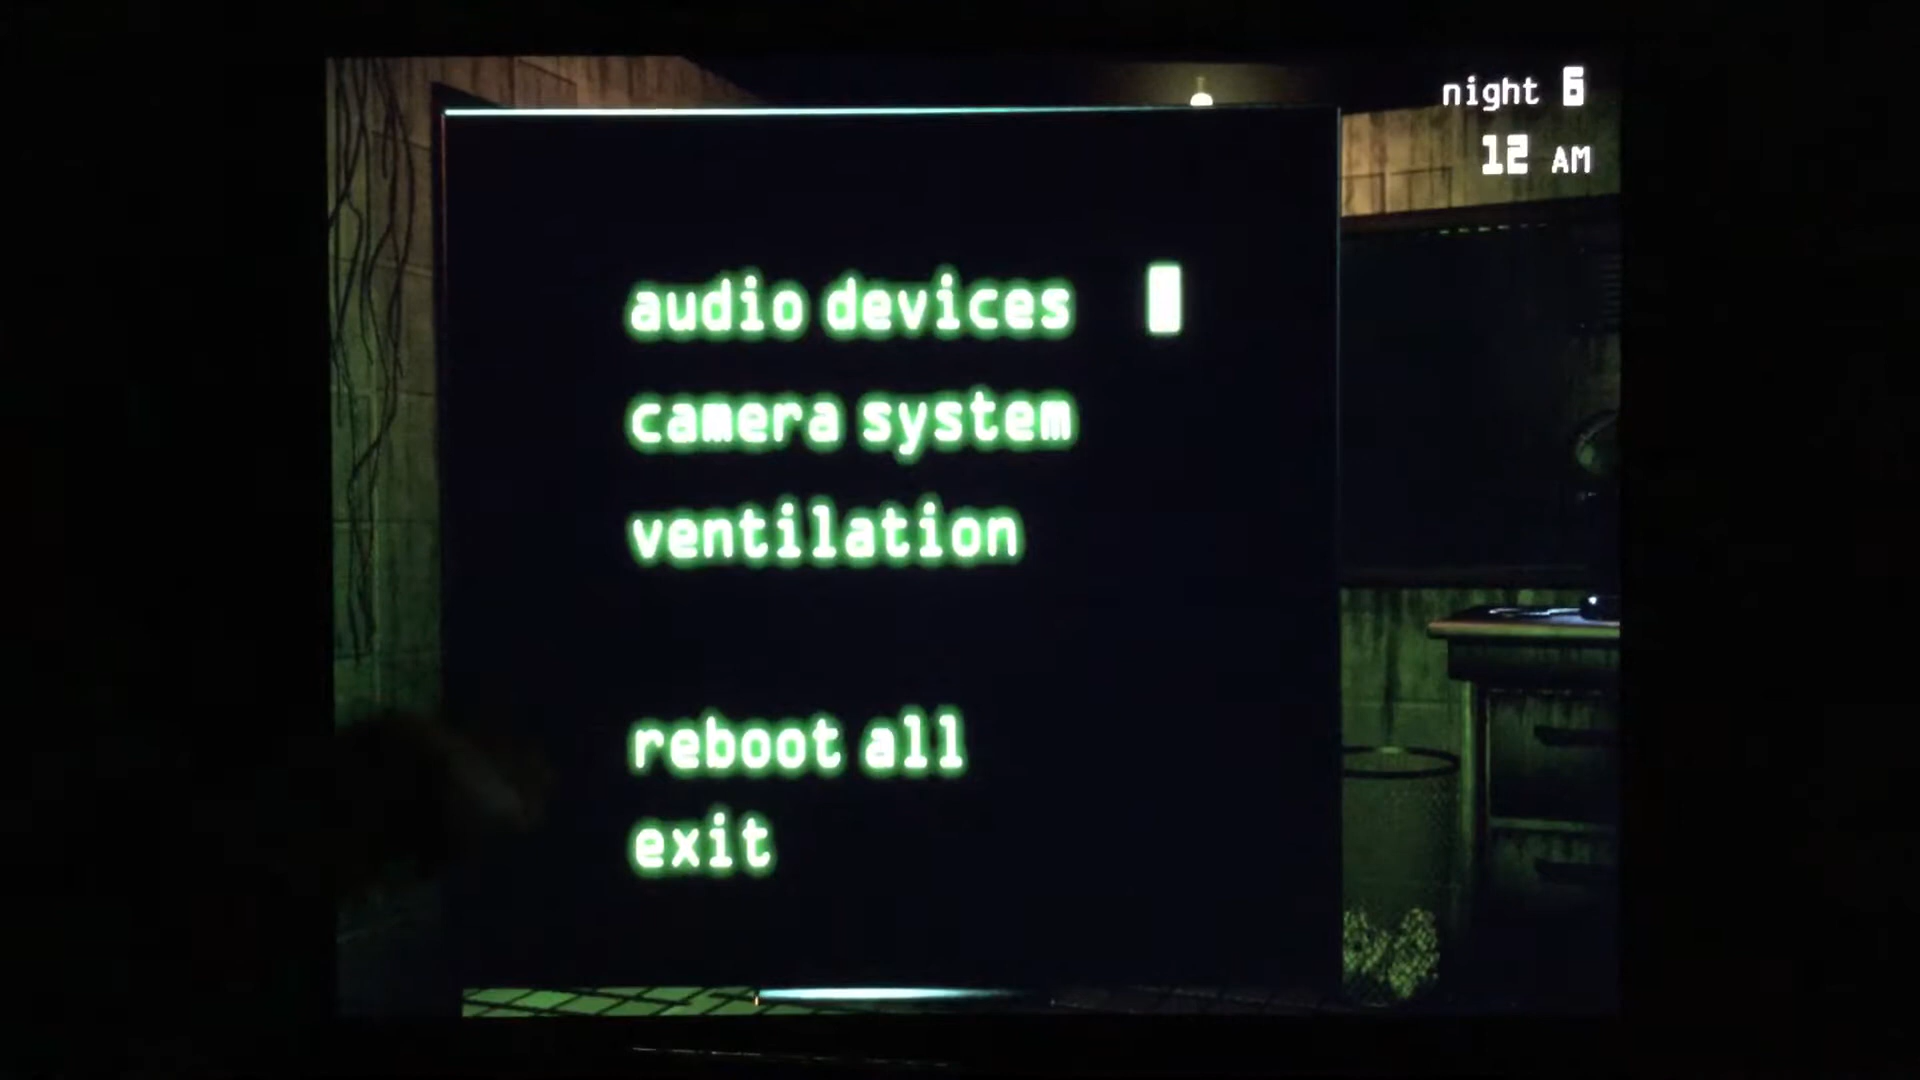 night 6
12 AM
audio devices
camera system
ventilation
reboot all
exit